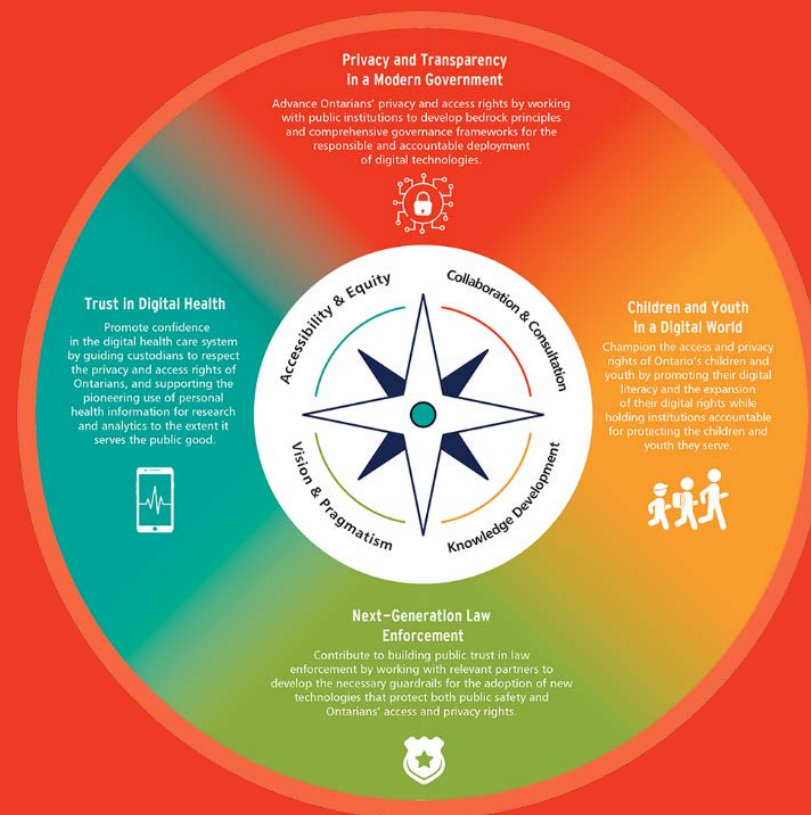 Privacy and Transparency
in a Modern Government
Advance Ontarians' privacy and access rights by working
with public institutions to develop bedrock principles
and comprehensive governance frameworks for the
responsible and accountable deployment
of digital technologies.
Trust in Digital Health
Promote confidence
in the digital health care system
by guiding custodians to respect
the privacy and access rights of
Ontarians, and supporting the
pioneering use of personal
health information for research
and analytics to the extent it
serves the public good.
Accessibility & Equity
Collaboration & Consultation
Vision & Pragmatism
Knowledge Development
Children and Youth
in a Digital World
Champion the access and privacy
rights of Ontario's children and
youth by promoting their digital
literacy and the expansion
of their digital rights while
holding institutions accountable
for protecting the children and
youth they serve.
Next-Generation Law
Enforcement
Contribute to building public trust in law
enforcement by working with relevant partners to
develop the necessary guardrails for the adoption of new
technologies that protect both public safety and
Ontarians' access and privacy rights.